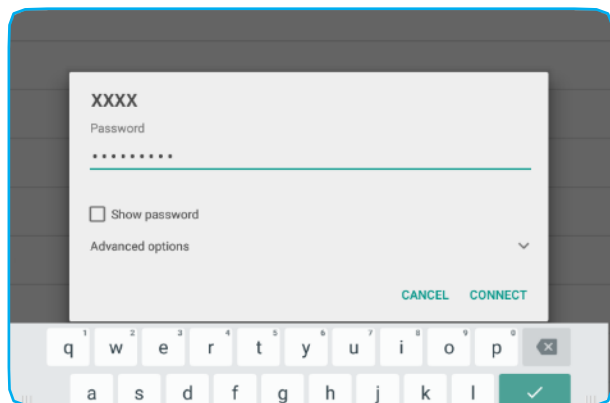 XXXX
Password
•••••••••
Show password
Advanced options
CANCEL CONNECT
q 1 w 2 e 3 r 4 t 5 y 6 u 7 i 8 o 9 p 0
a s d f g h j k l